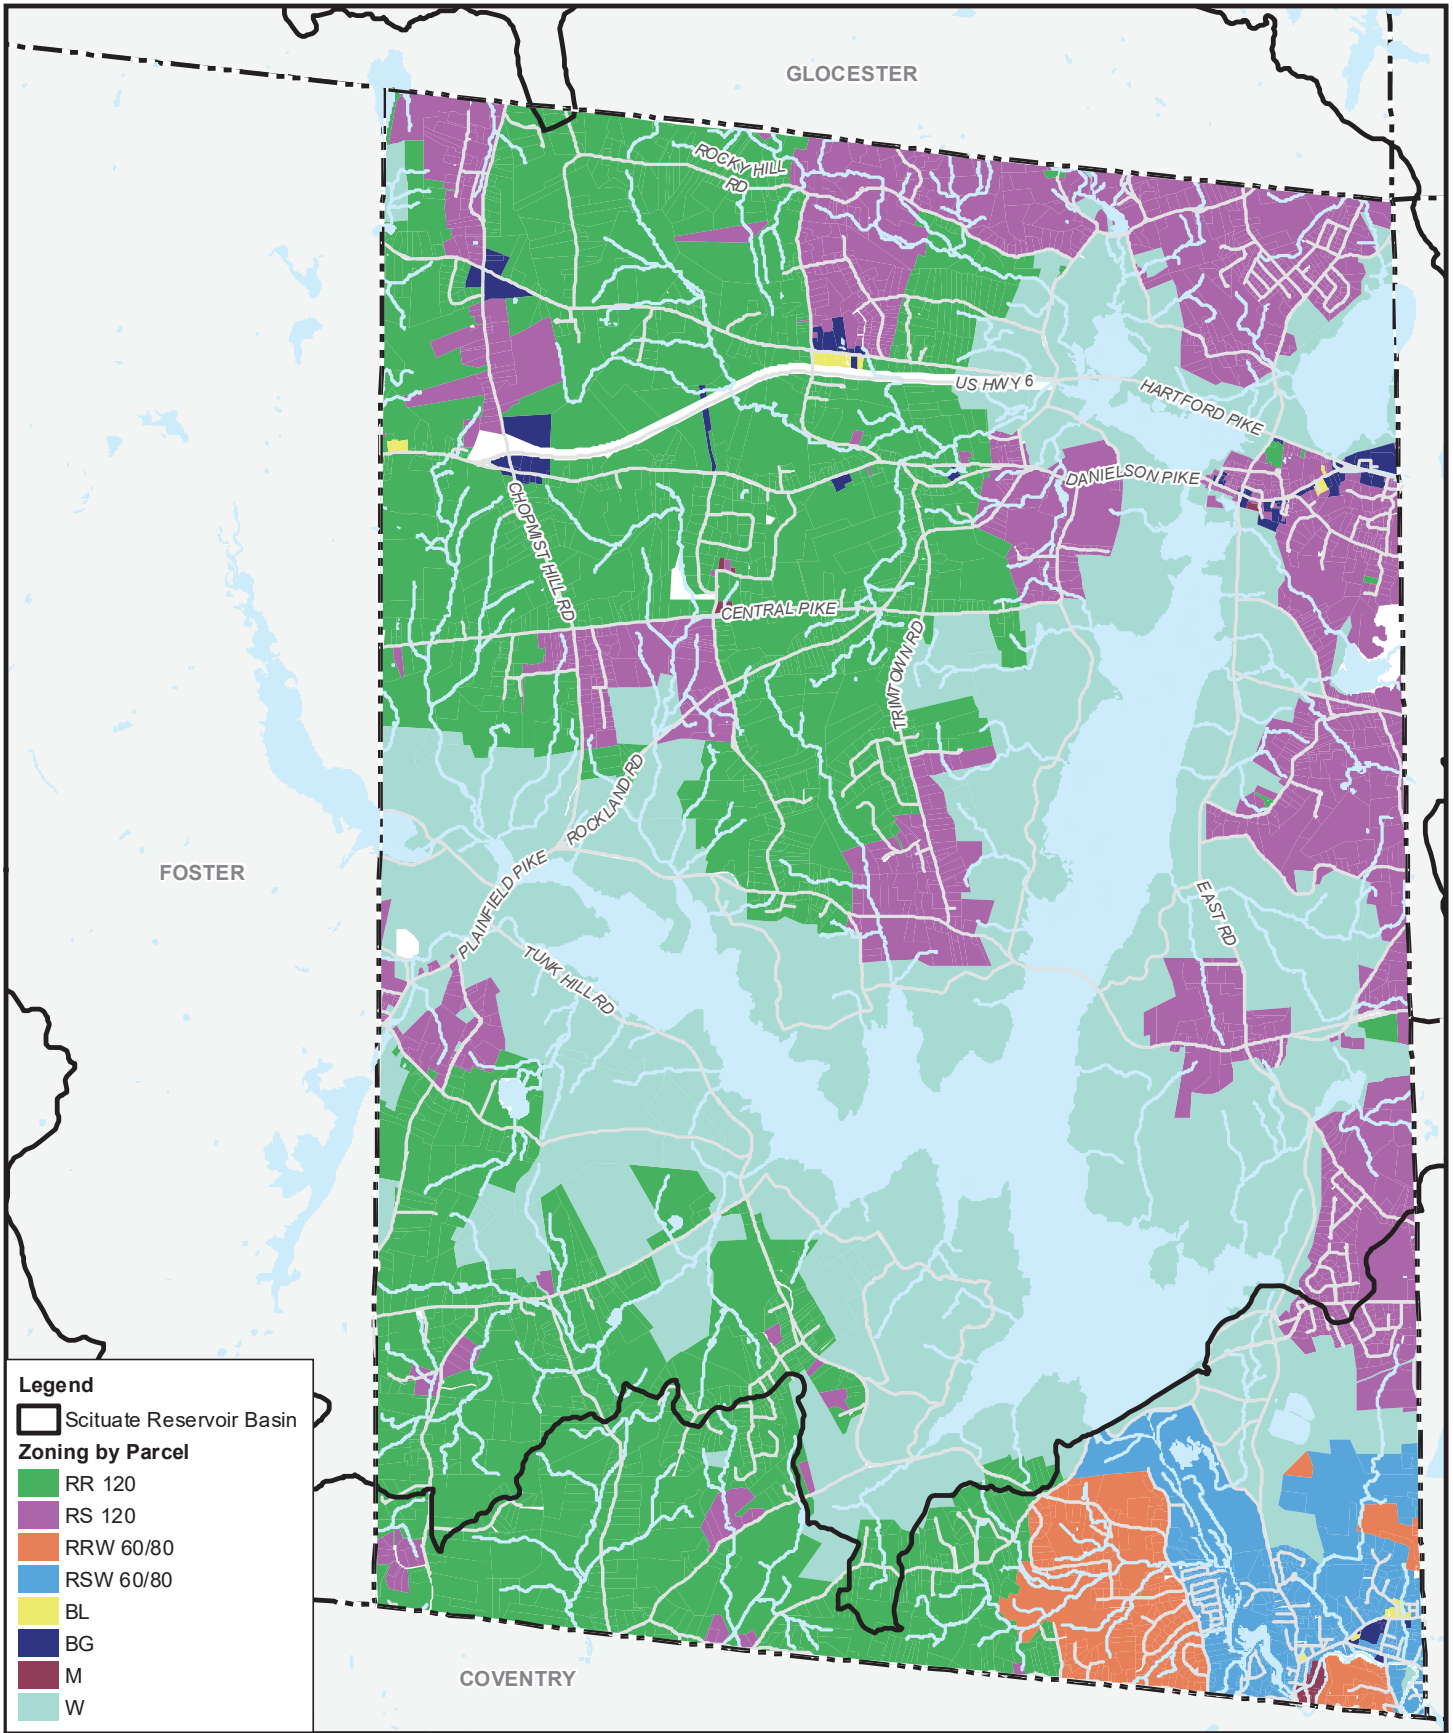 GLOCESTER
ROCKY HILL
RD
US HWY 6
HARTFORD PIKE
DANIELSON PIKE
CHOPMIST HILL RD
CENTRAL PIKE
TRIMTOWN RD
ROCKLAND RD
FOSTER
PLAINFIELD PIKE
EAST RD
TUNK HILL RD
Legend
Scituate Reservoir Basin
Zoning by Parcel
RR 120
RS 120
RRW 60/80
RSW 60/80
BL
BG
M
W
COVENTRY